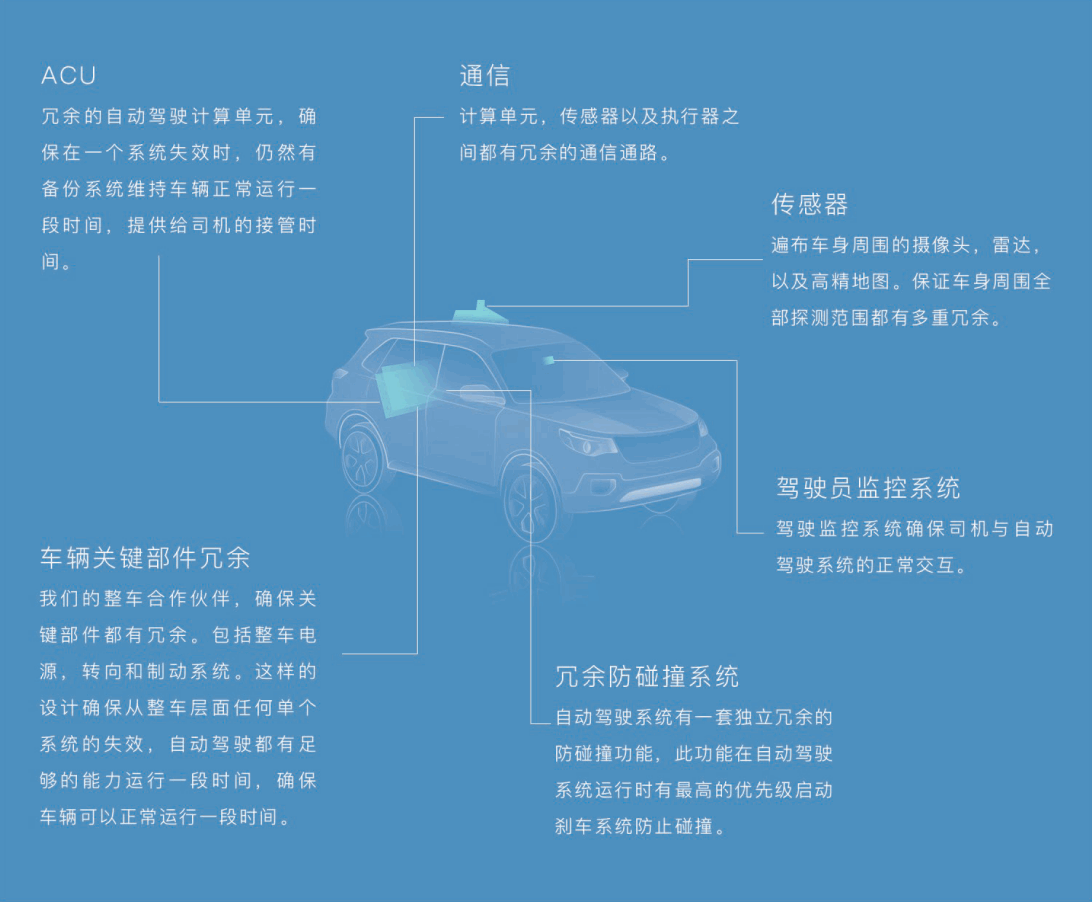 ACU
冗余的自动驾驶计算单元，确
保在一个系统失效时，仍然有
备份系统维持车辆正常运行一
段时间，提供给司机的接管时
间。
通信
计算单元，传感器以及执行器之
间都有冗余的通信通路。
传感器
遍布车身周围的摄像头，雷达，
以及高精地图。保证车身周围全
部探测范围都有多重冗余。
驾驶员监控系统
驾驶监控系统确保司机与自动
驾驶系统的正常交互。
车辆关键部件冗余
我们的整车合作伙伴，确保关
键部件都有冗余。包括整车电
源，转向和制动系统。这样的
设计确保从整车层面任何单个
系统的失效，自动驾驶都有足
够的能力运行一段时间，确保
车辆可以正常运行一段时间。
冗余防碰撞系统
自动驾驶系统有一套独立冗余的
防碰撞功能，此功能在自动驾驶
系统运行时有最高的优先级启动
刹车系统防止碰撞。